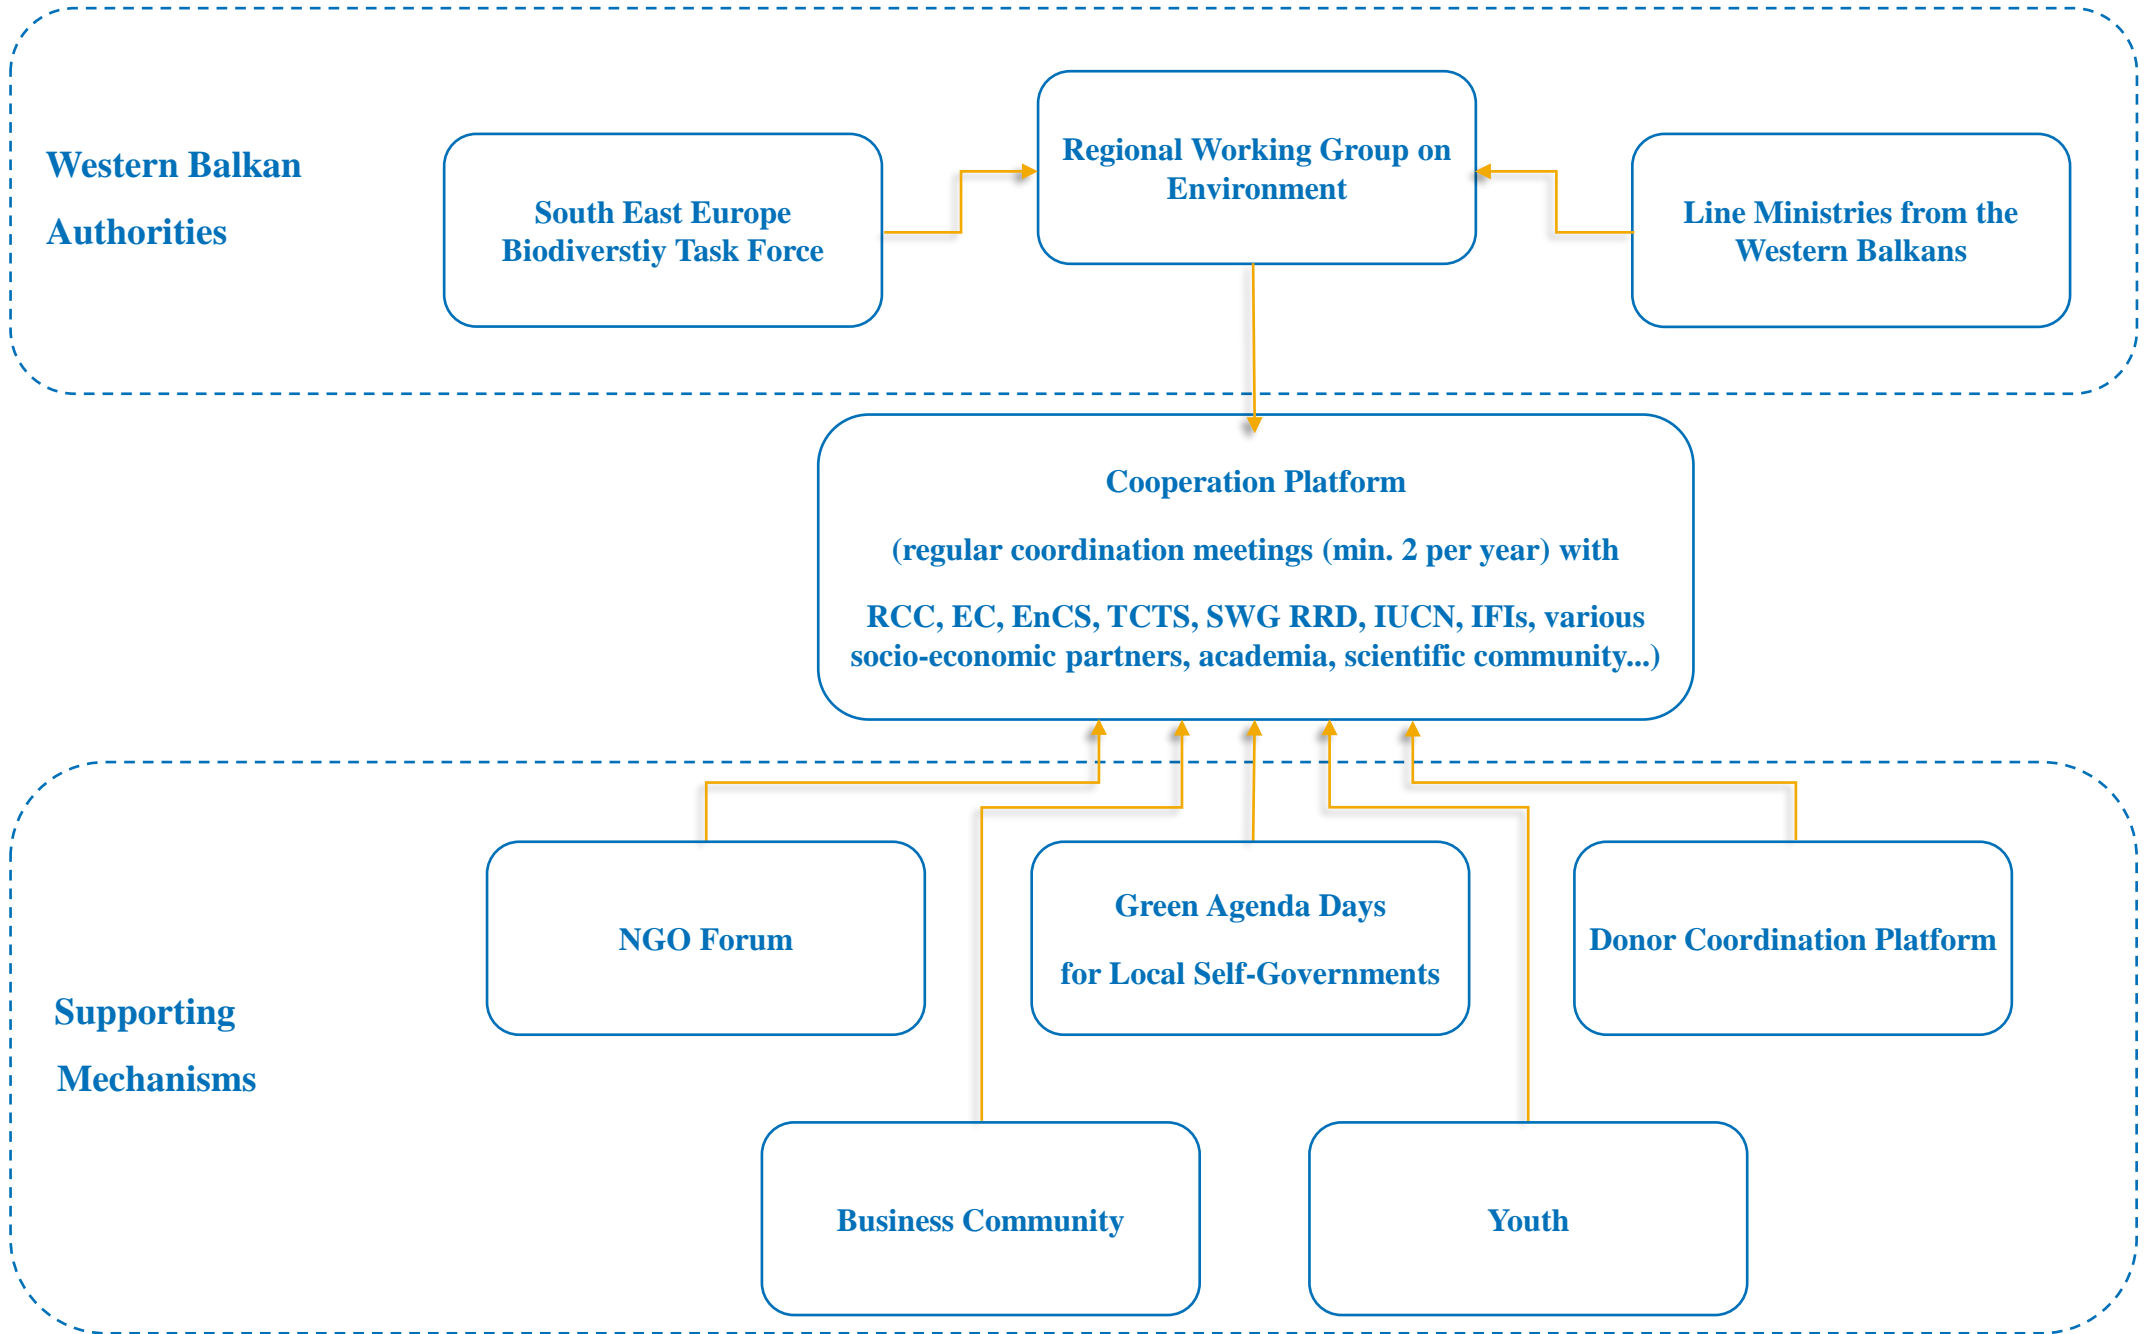 Western Balkan
Authorities
South East Europe
Biodiverstiy Task Force
Regional Working Group on
Environment
Line Ministries from the
Western Balkans
Cooperation Platform
(regular coordination meetings (min. 2 per year) with
RCC, EC, EnCS, TCTS, SWG RRD, IUCN, IFIs, various
socio-economic partners, academia, scientific community...)
Supporting
Mechanisms
NGO Forum
Green Agenda Days
for Local Self-Governments
Donor Coordination Platform
Business Community
Youth